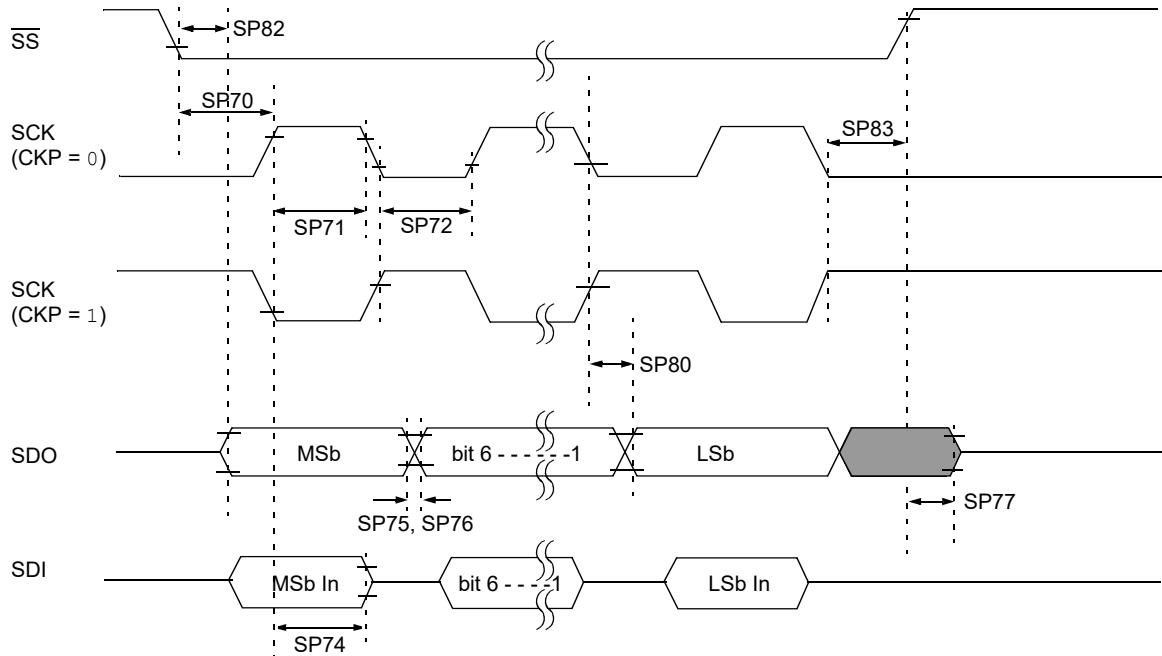 SS
SP82
SP70
SCK
(CKP = 0)
SP83
SP71
SP72
SCK
(CKP = 1)
SP80
SDO
MSb
bit 6 - - - - - -1
LSb
SP77
SP75, SP76
SDI
MSb In
bit 6 - - - - -1
LSb In
SP74